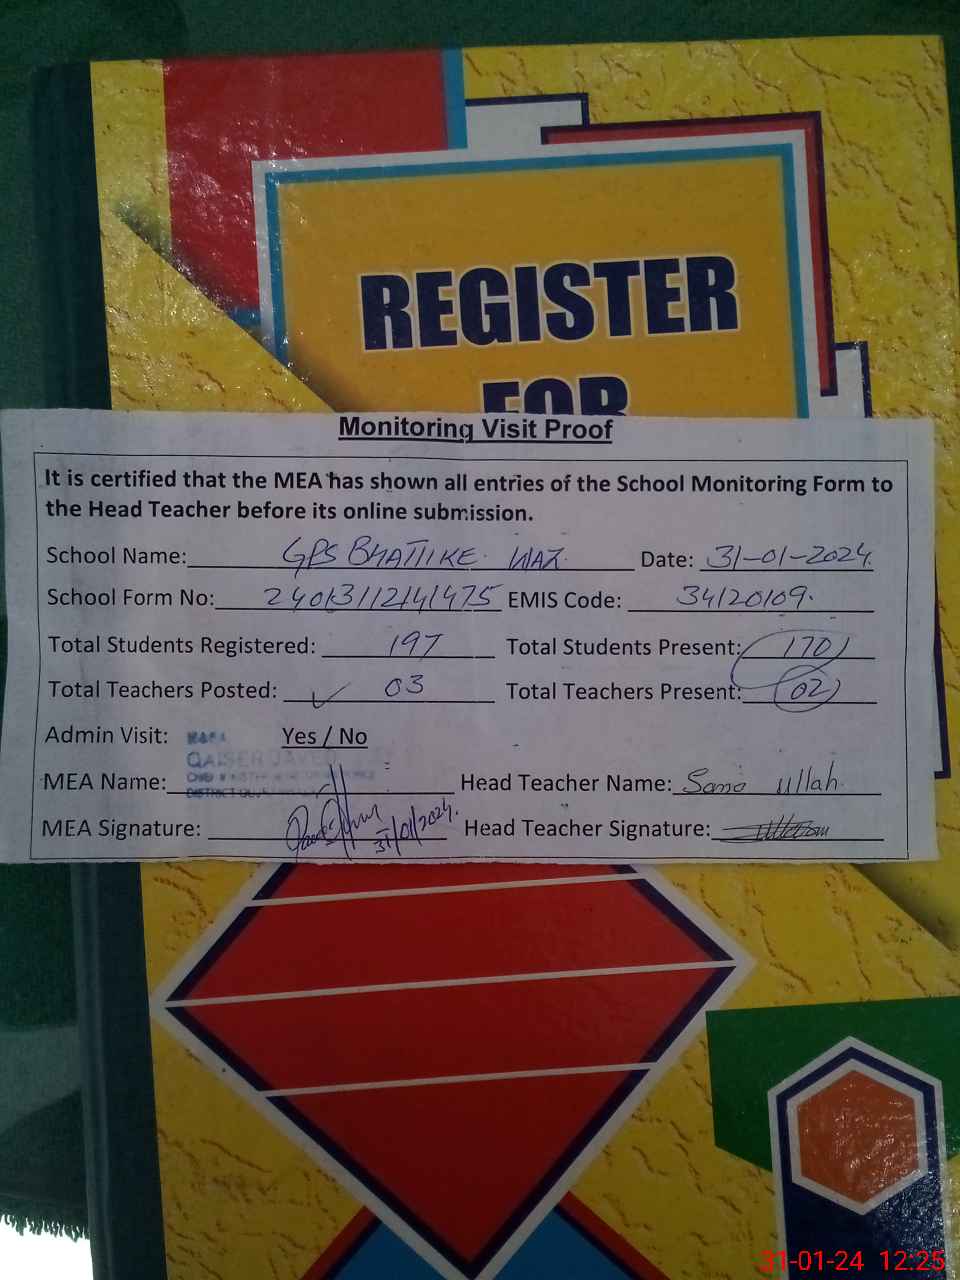 REGISTER
FOR
Monitoring Visit Proof
It is certified that the MEA has shown all entries of the School Monitoring Form to
the Head Teacher before its online submission.
School Name: GPS BHATTIKE Date: 31-01-2024
School Form No: EMIS Code: 34120109
Total Students Registered: 197 Total Students Present: 170
Total Teachers Posted: ✓ 03 Total Teachers Present: 02
Admin Visit: Yes / No
QAISER JAVED
MEA Name: Head Teacher Name: Sana ullah
MEA Signature: 31/01/2024. Head Teacher Signature:
31-01-24 12:25